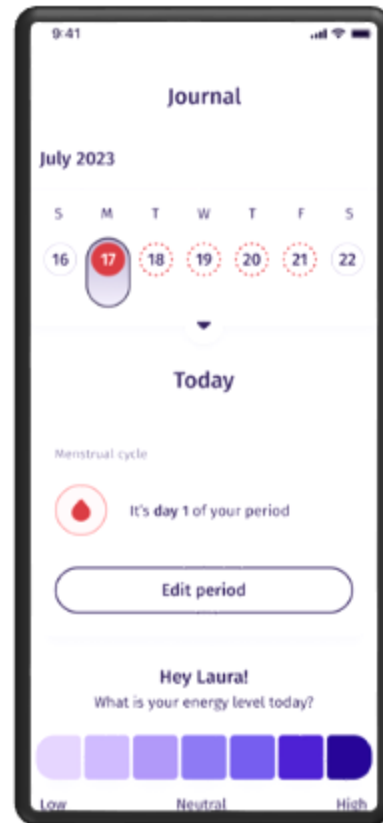 9:41
Journal
July 2023
S M T W T F S
16 17 18 19 20 21 22
Today
Menstrual cycle
It's day 1 of your period
Edit period
Hey Laura!
What is your energy level today?
Low Neutral High